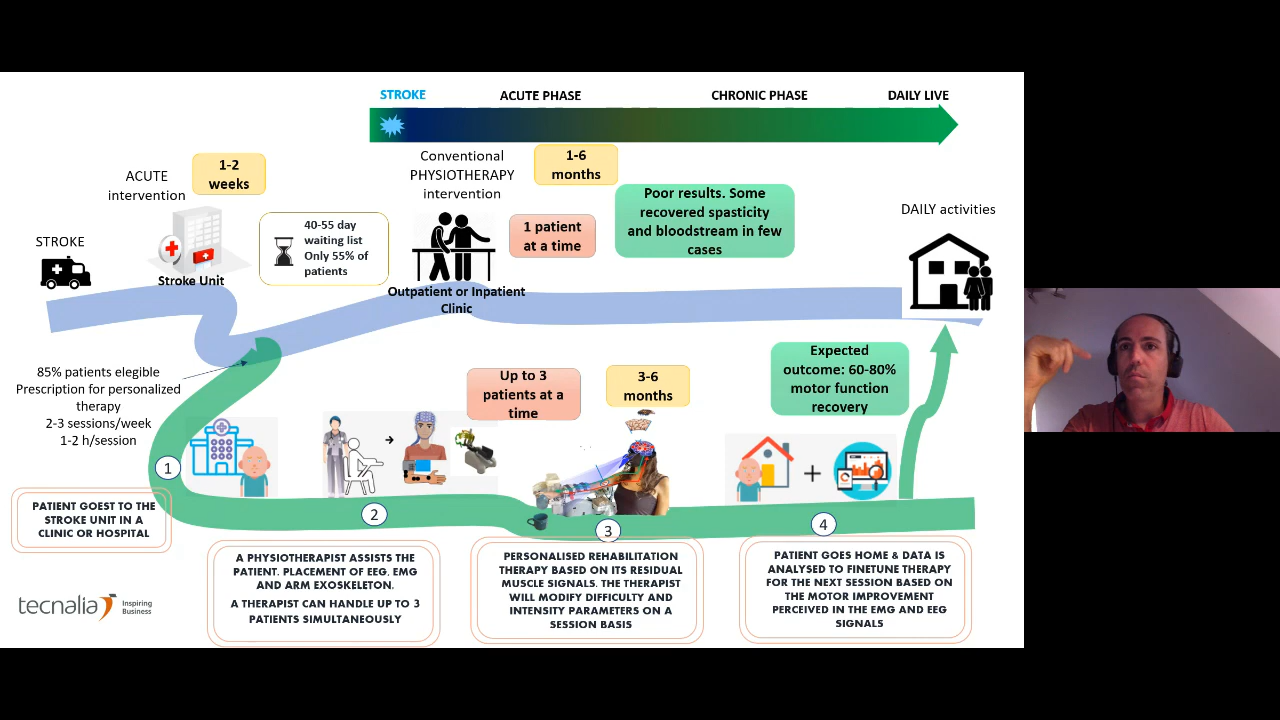 STROKE
ACUTE PHASE
CHRONIC PHASE
DAILY LIVE
ACUTE
intervention
1-2
weeks
Conventional
PHYSIOTHERAPY
intervention
1-6
months
Poor results. Some
recovered spasticity
and bloodstream in few
cases
DAILY activities
STROKE
Stroke Unit
40-55 day
waiting list
Only 55% of
patients
1 patient
at a time
Outpatient or Inpatient
Clinic
85% patients elegible
Prescription for personalized
therapy
2-3 sessions/week
1-2 h/session
Up to 3
patients at a
time
3-6
months
Expected
outcome: 60-80%
motor function
recovery
1
PATIENT GOEST TO THE
STROKE UNIT IN A
CLINIC OR HOSPITAL
2
A PHYSIOTHERAPIST ASSISTS THE
PATIENT. PLACEMENT OF EEG. EMG
AND ARM EXOSKELETON.
A THERAPIST CAN HANDLE UP TO 3
PATIENTS SIMULTANEOUSLY
3
PERSONALISED REHABILITATION
THERAPY BASED ON ITS RESIDUAL
MUSCLE SIGNALS. THE THERAPIST
WILL MODIFY DIFFICULTY AND
INTENSITY PARAMETERS ON A
SESSION BASIS
4
PATIENT GOES HOME & DATA IS
ANALYSED TO FINETUNE THERAPY
FOR THE NEXT SESSION BASED ON
THE MOTOR IMPROVEMENT
PERCEIVED IN THE EMG AND EEG
SIGNALS
tecnalia
Inspiring
Business